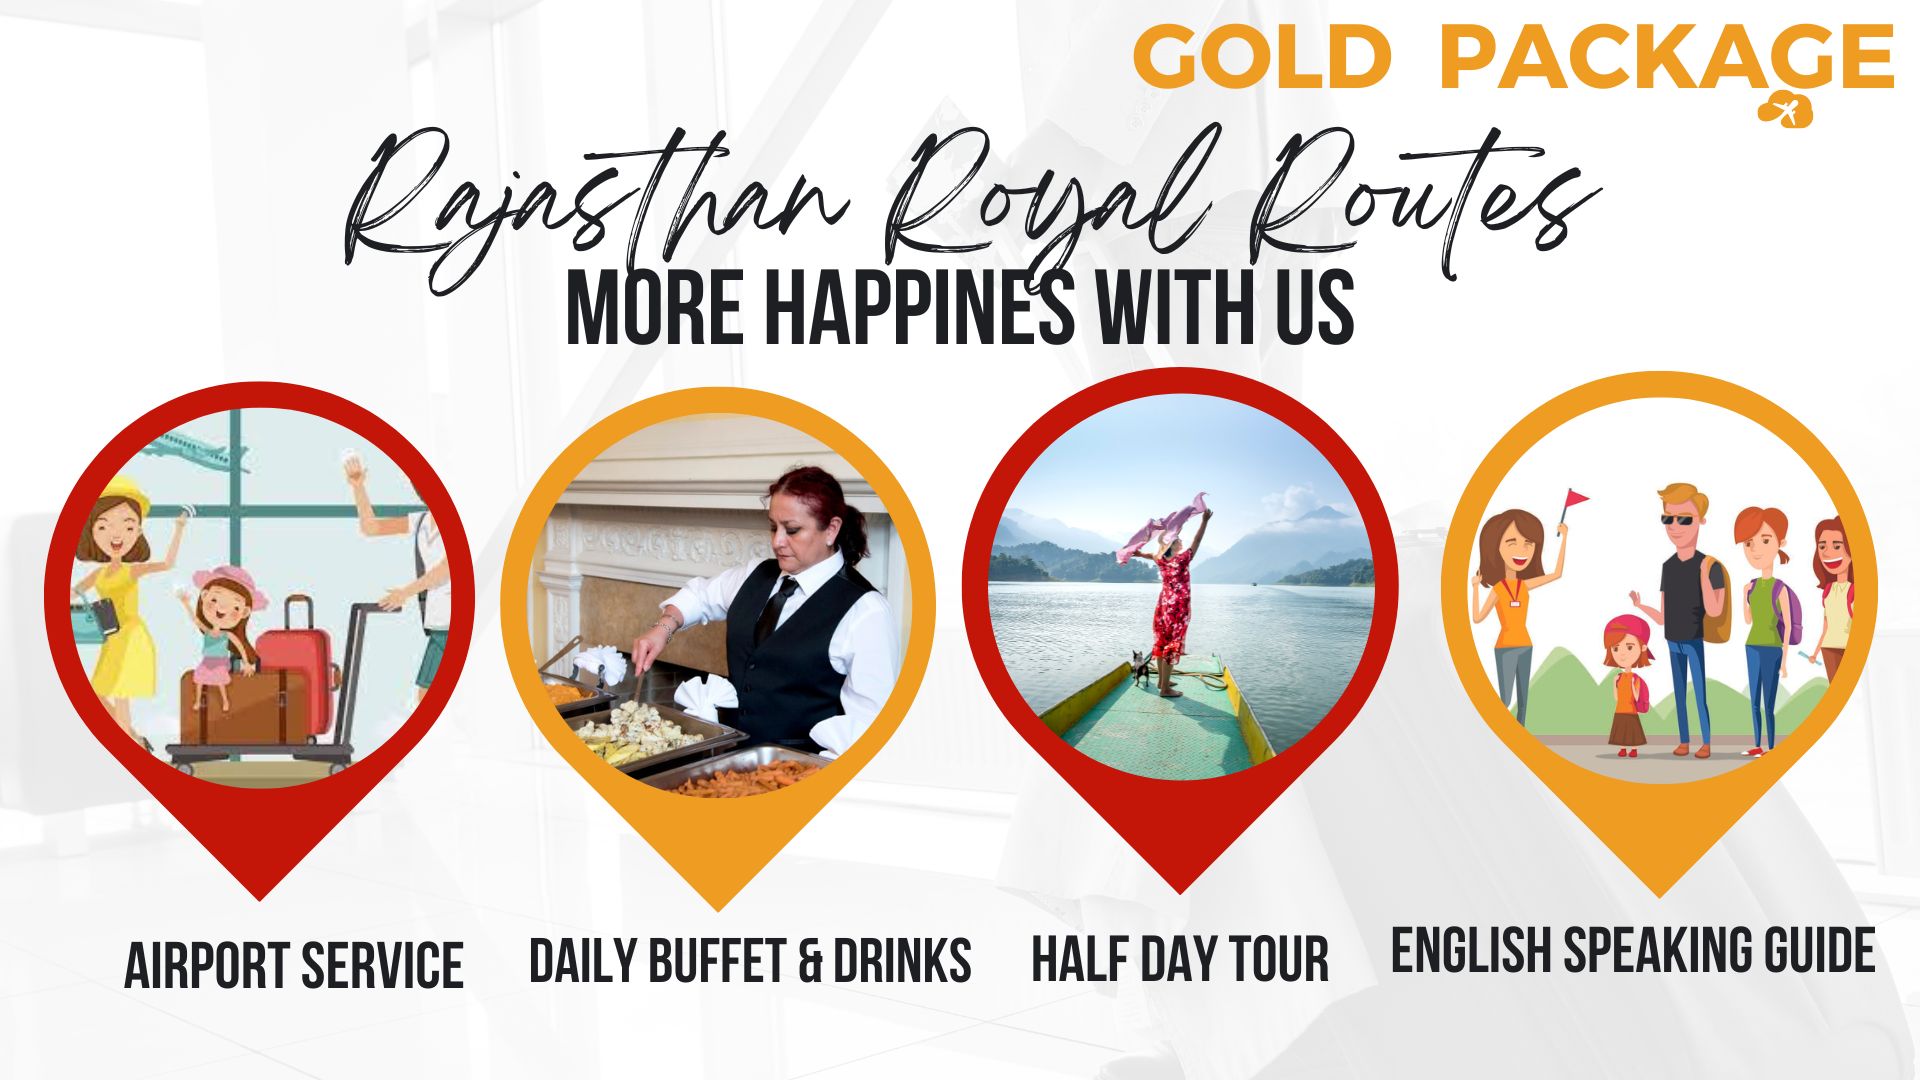 GOLD PACKAGE
Rajasthan Royal Routes
MORE HAPPINES WITH US
AIRPORT SERVICE
DAILY BUFFET & DRINKS
HALF DAY TOUR
ENGLISH SPEAKING GUIDE